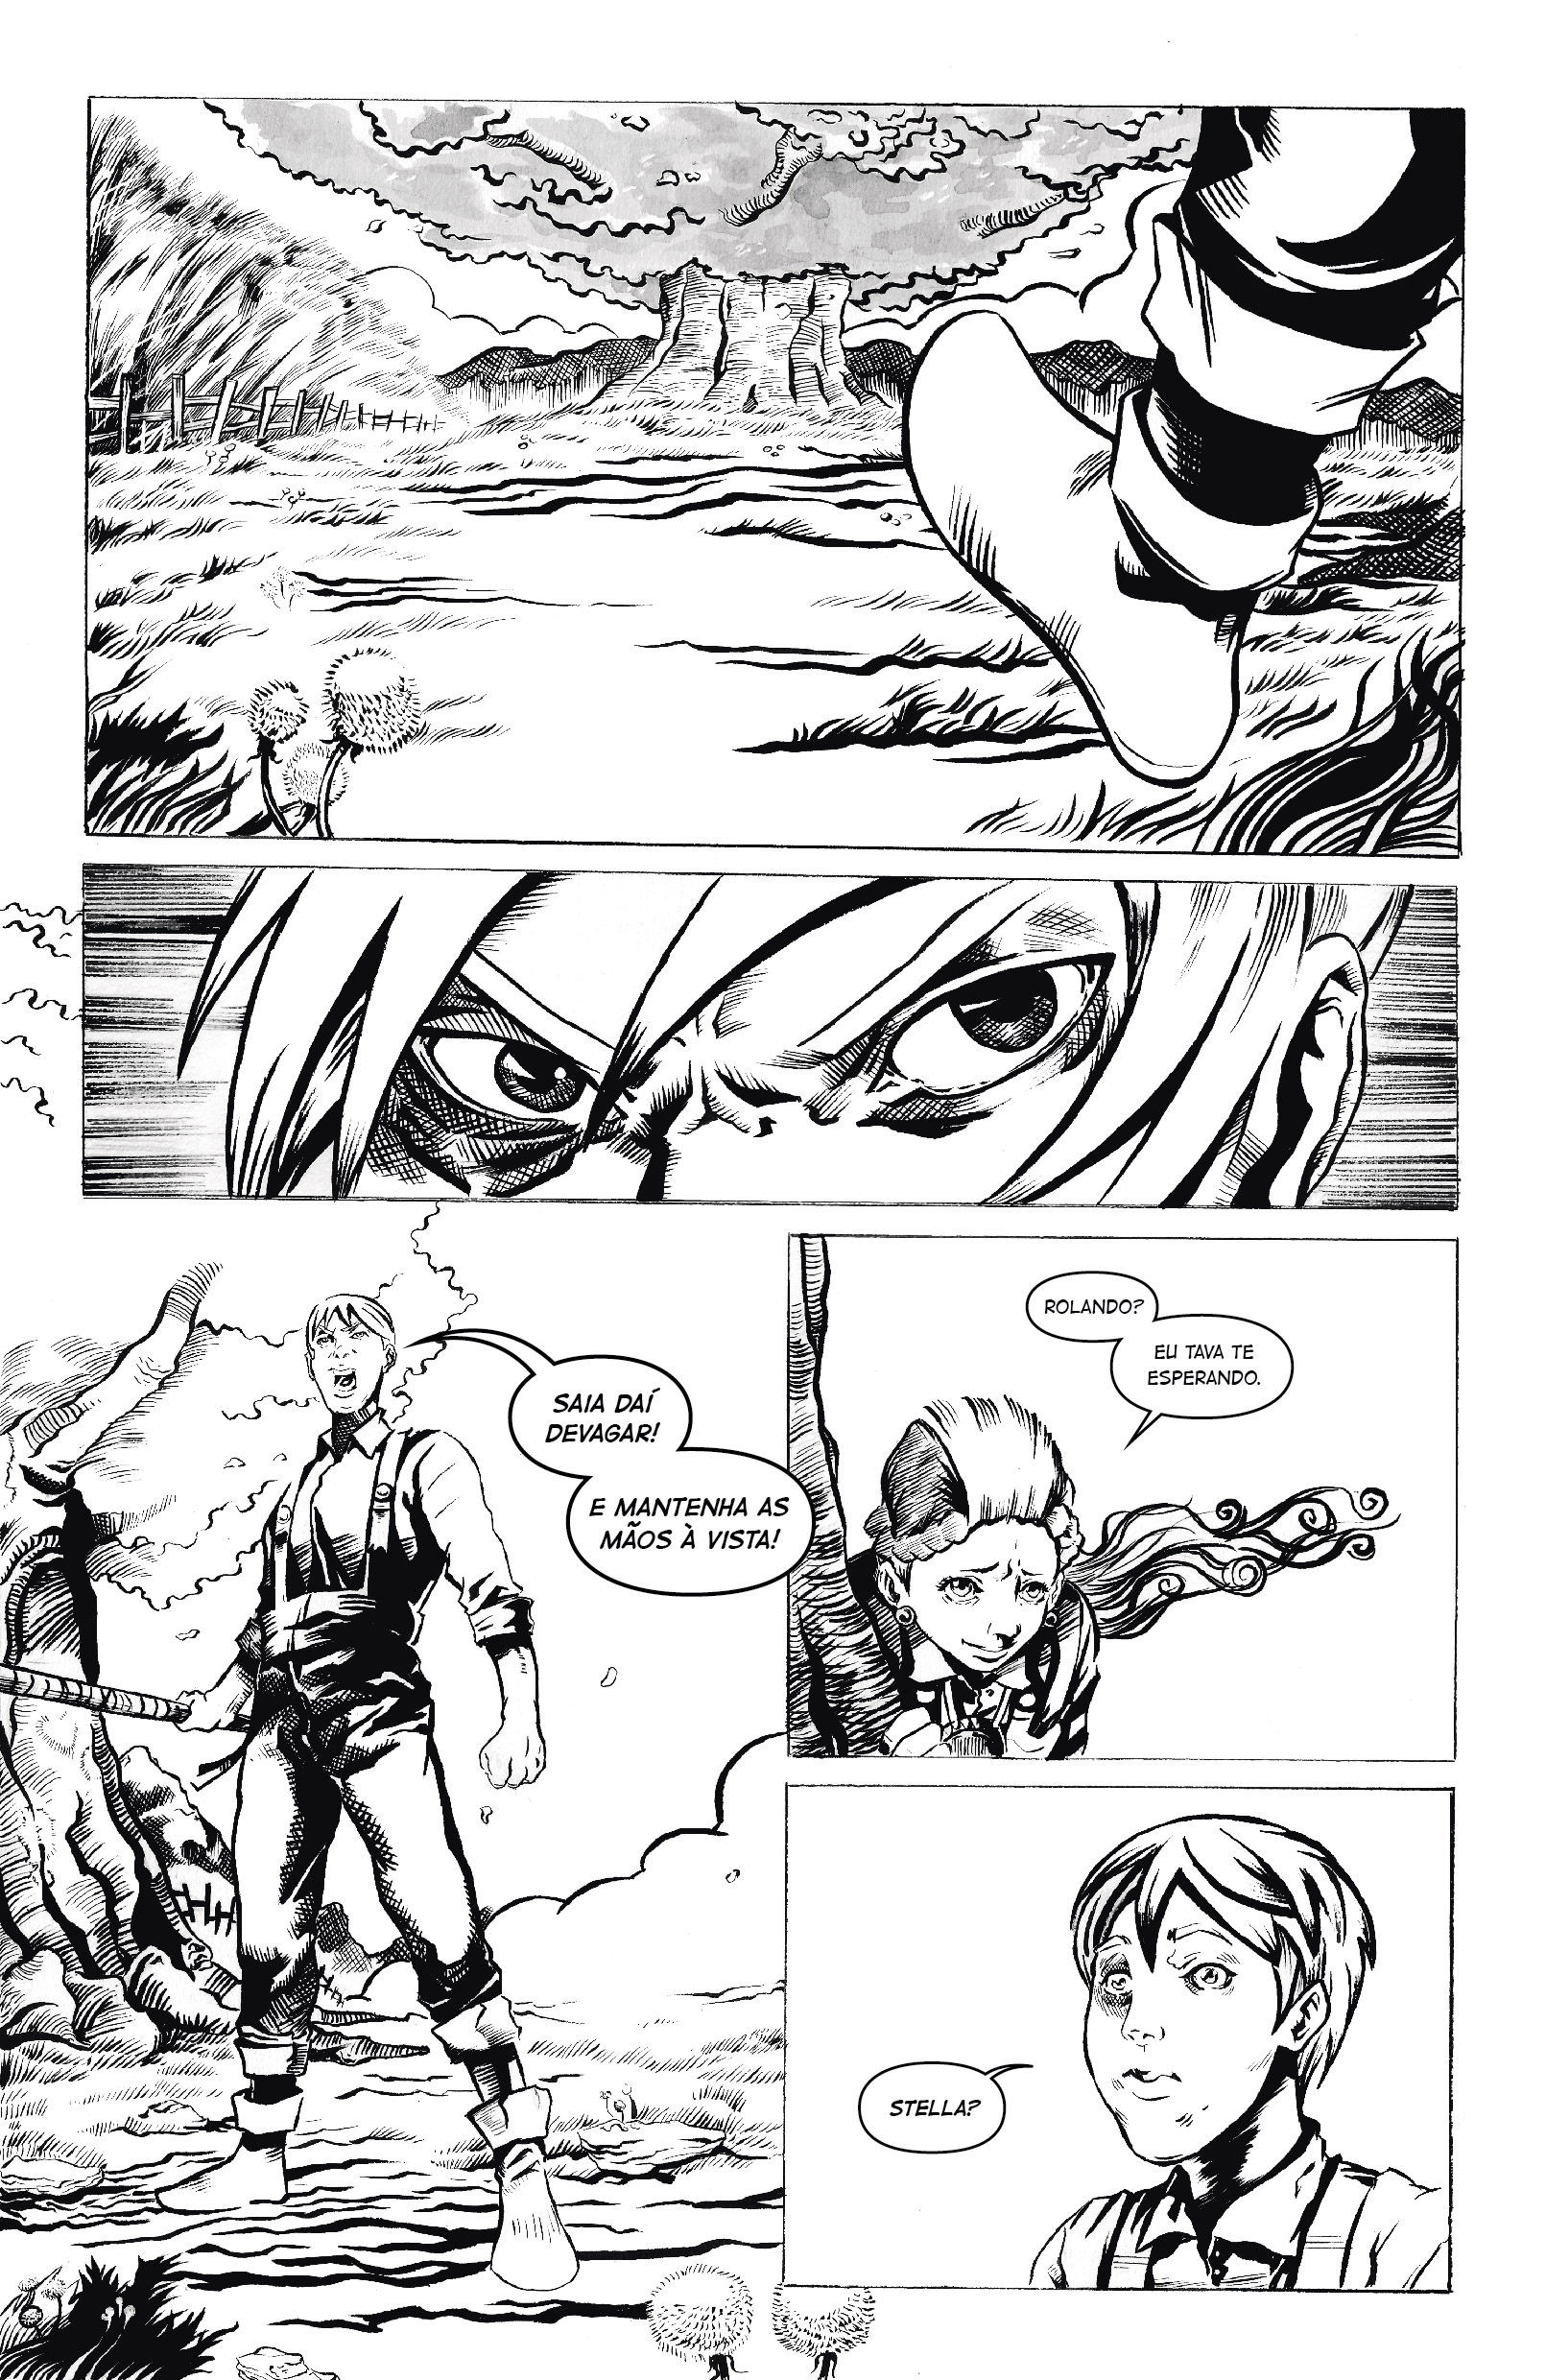 SAIA DAÍ
DEVAGAR!
E MANTENHA AS
MÃOS À VISTA!
ROLANDO?
EU TAVA TE
ESPERANDO.
STELLA?